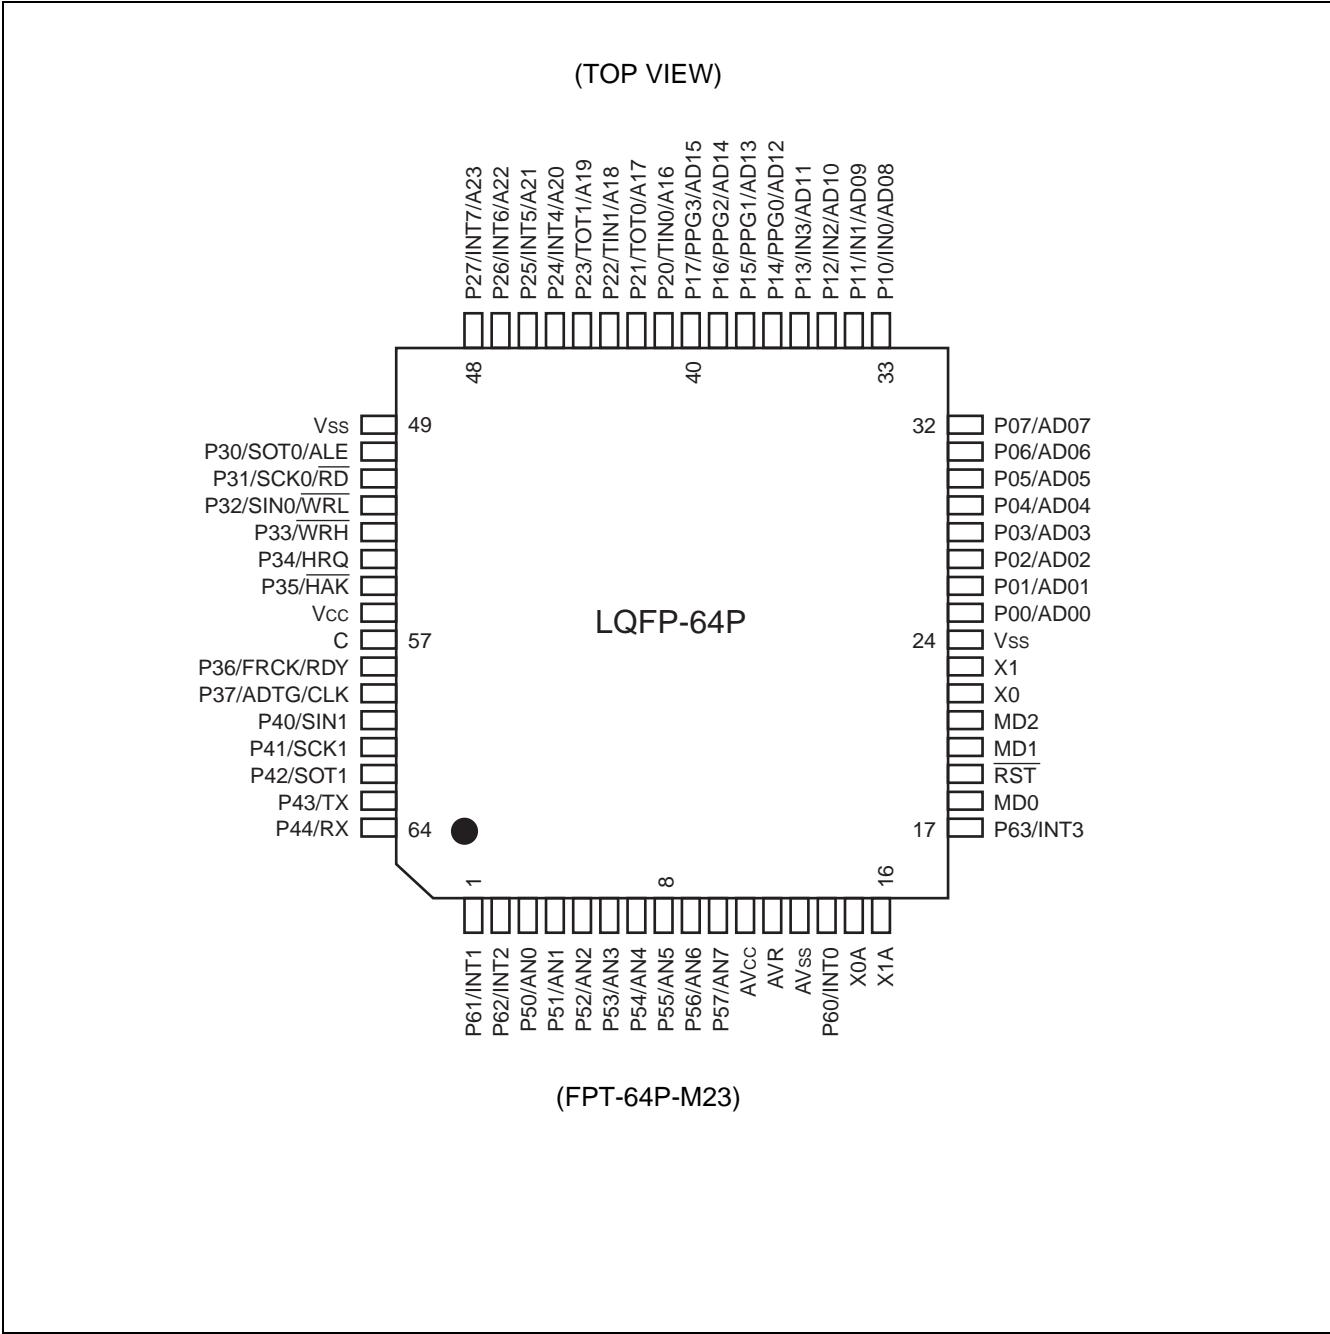 (TOP VIEW)
P27/INT7/A23
P26/INT6/A22
P25/INT5/A21
P24/INT4/A20
P23/TOT1/A19
P22/TIN1/A18
P21/TOT0/A17
P20/TIN0/A16
P17/PPG3/AD15
P16/PPG2/AD14
P15/PPG1/AD13
P14/PPG0/AD12
P13/IN3/AD11
P12/IN2/AD10
P11/IN1/AD09
P10/IN0/AD08
48
40
33
Vss
49
P30/SOT0/ALE
P31/SCK0/R̅D̅
P32/SIN0/W̅R̅L̅
P33/W̅R̅H̅
P34/HRQ
P35/H̅A̅K̅
Vcc
C
57
P36/FRCK/RDY
P37/ADTG/CLK
P40/SIN1
P41/SCK1
P42/SOT1
P43/TX
P44/RX
64
LQFP-64P
32
P07/AD07
P06/AD06
P05/AD05
P04/AD04
P03/AD03
P02/AD02
P01/AD01
P00/AD00
24
Vss
X1
X0
MD2
MD1
R̅S̅T̅
MD0
17
P63/INT3
1
8
16
P61/INT1
P62/INT2
P50/AN0
P51/AN1
P52/AN2
P53/AN3
P54/AN4
P55/AN5
P56/AN6
P57/AN7
AVcc
AVR
AVss
P60/INT0
X0A
X1A
(FPT-64P-M23)